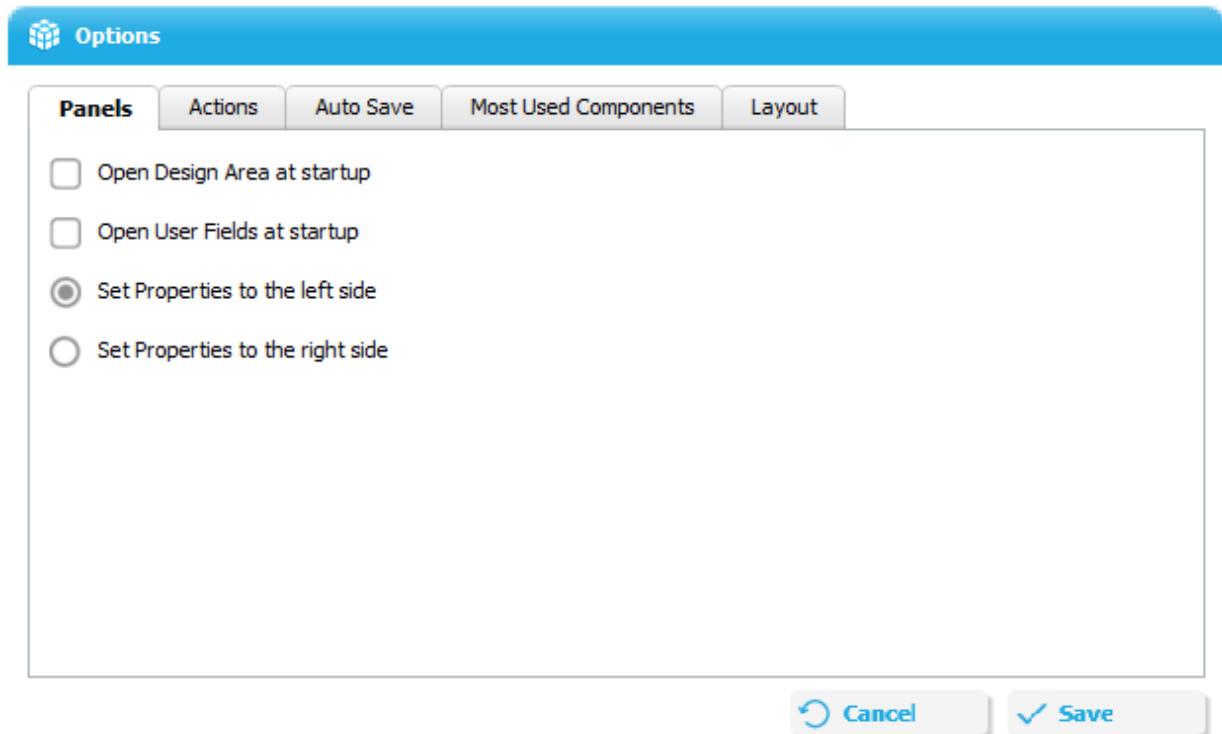 Options
Panels Actions Auto Save Most Used Components Layout
Open Design Area at startup
Open User Fields at startup
Set Properties to the left side
Set Properties to the right side
Cancel Save